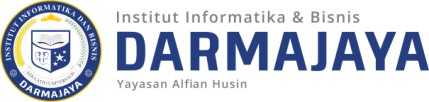 INSTITUT INFORMATIKA DAN BISNIS
DARMAJAYA
Institut Informatika & Bisnis
DARMAJAYA
Yayasan Alfian Husin